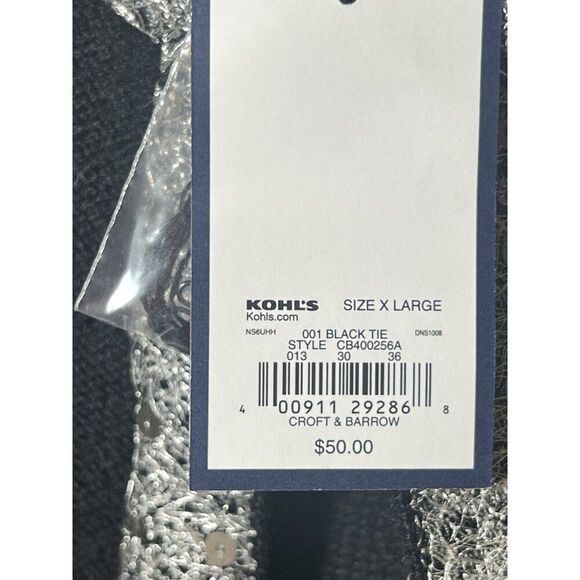 KOHL'S SIZE X LARGE
Kohls.com
NS6UHH 001 BLACK TIE DNS1008
STYLE CB400256A
013 30 36
4 00911 29286 8
CROFT & BARROW
$50.00